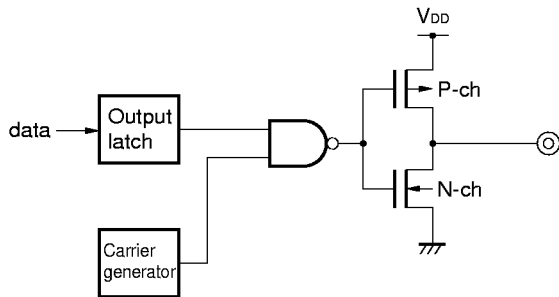 VDD
P-ch
data
Output
latch
N-ch
Carrier
generator